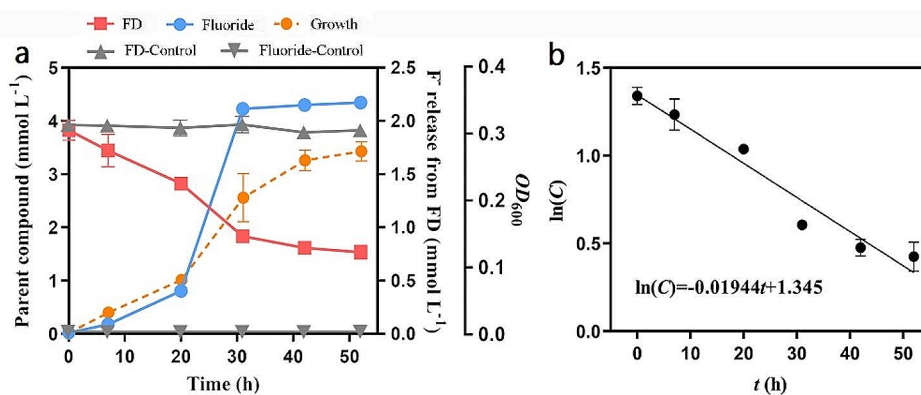 FD Fluoride Growth
FD-Control Fluoride-Control
a
b
Parent compound (mmol L⁻¹)
5
4
3
2
1
0
0 10 20 30 40 50
Time (h)
2.5
2.0
1.5
1.0
0.5
0.0
F⁻ release from FD (mmol L⁻¹)
0.4
0.3
0.2
0.1
0.0
OD₆₀₀
ln(C)
1.5
1.0
0.5
0.0
ln(C)=-0.01944t+1.345
0 10 20 30 40 50
t (h)